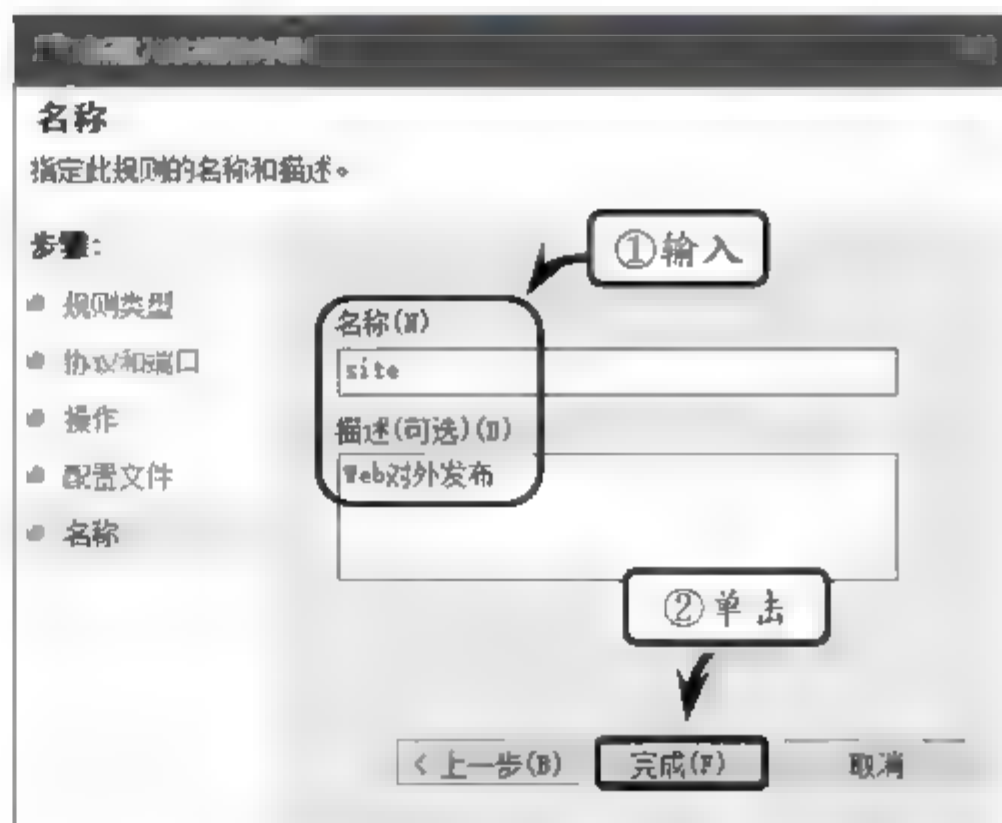 名称
指定此规则的名称和描述。
步骤:
规则类型
协议和端口
操作
配置文件
名称
①输入
名称(N)
site
描述(可选)(D)
Web对外发布
②单击
< 上一步(B)
完成(F)
取消